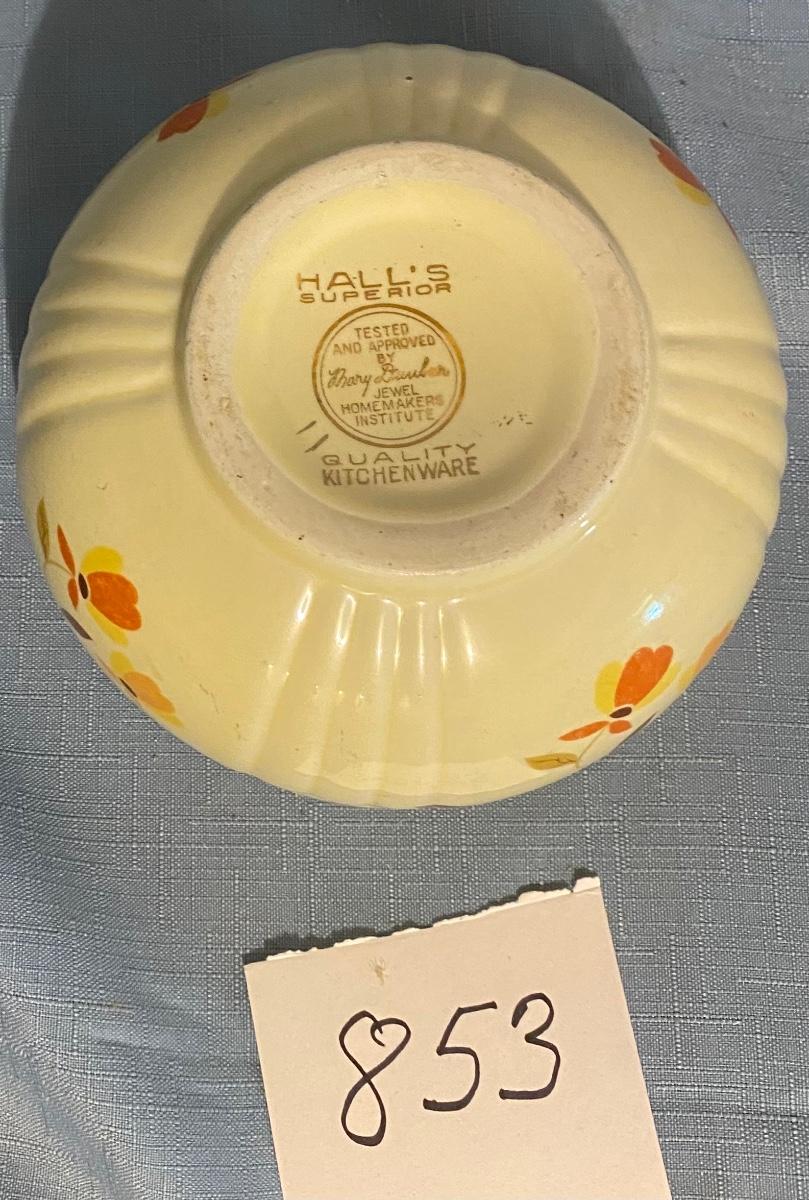 HALL'S
SUPERIOR
TESTED
AND APPROVED
BY
Mary Dunbar
JEWEL
HOMEMAKERS
INSTITUTE
QUALITY
KITCHENWARE
853